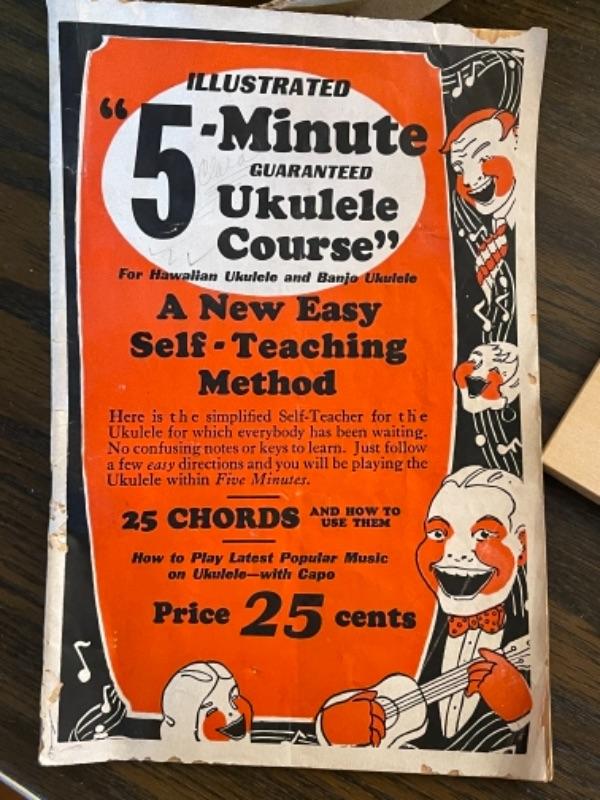 ILLUSTRATED
"5-Minute
GUARANTEED
Ukulele
Course"
For Hawaiian Ukulele and Banjo Ukulele
A New Easy
Self-Teaching
Method
Here is the simplified Self-Teacher for the
Ukulele for which everybody has been waiting.
No confusing notes or keys to learn. Just follow
a few easy directions and you will be playing the
Ukulele within Five Minutes.
25 CHORDS AND HOW TO
USE THEM
How to Play Latest Popular Music
on Ukulele—with Capo
Price 25 cents